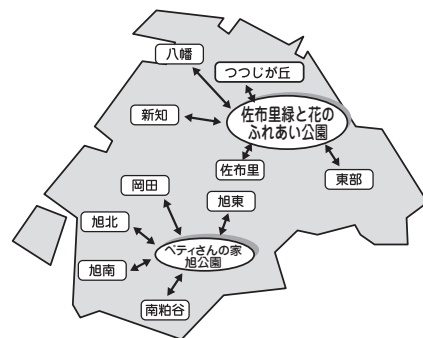 八幡
つつじが丘
新知
佐布里緑と花の
ふれあい公園
佐布里
東部
岡田
旭東
旭北
ペティさんの家
旭公園
旭南
南粕谷